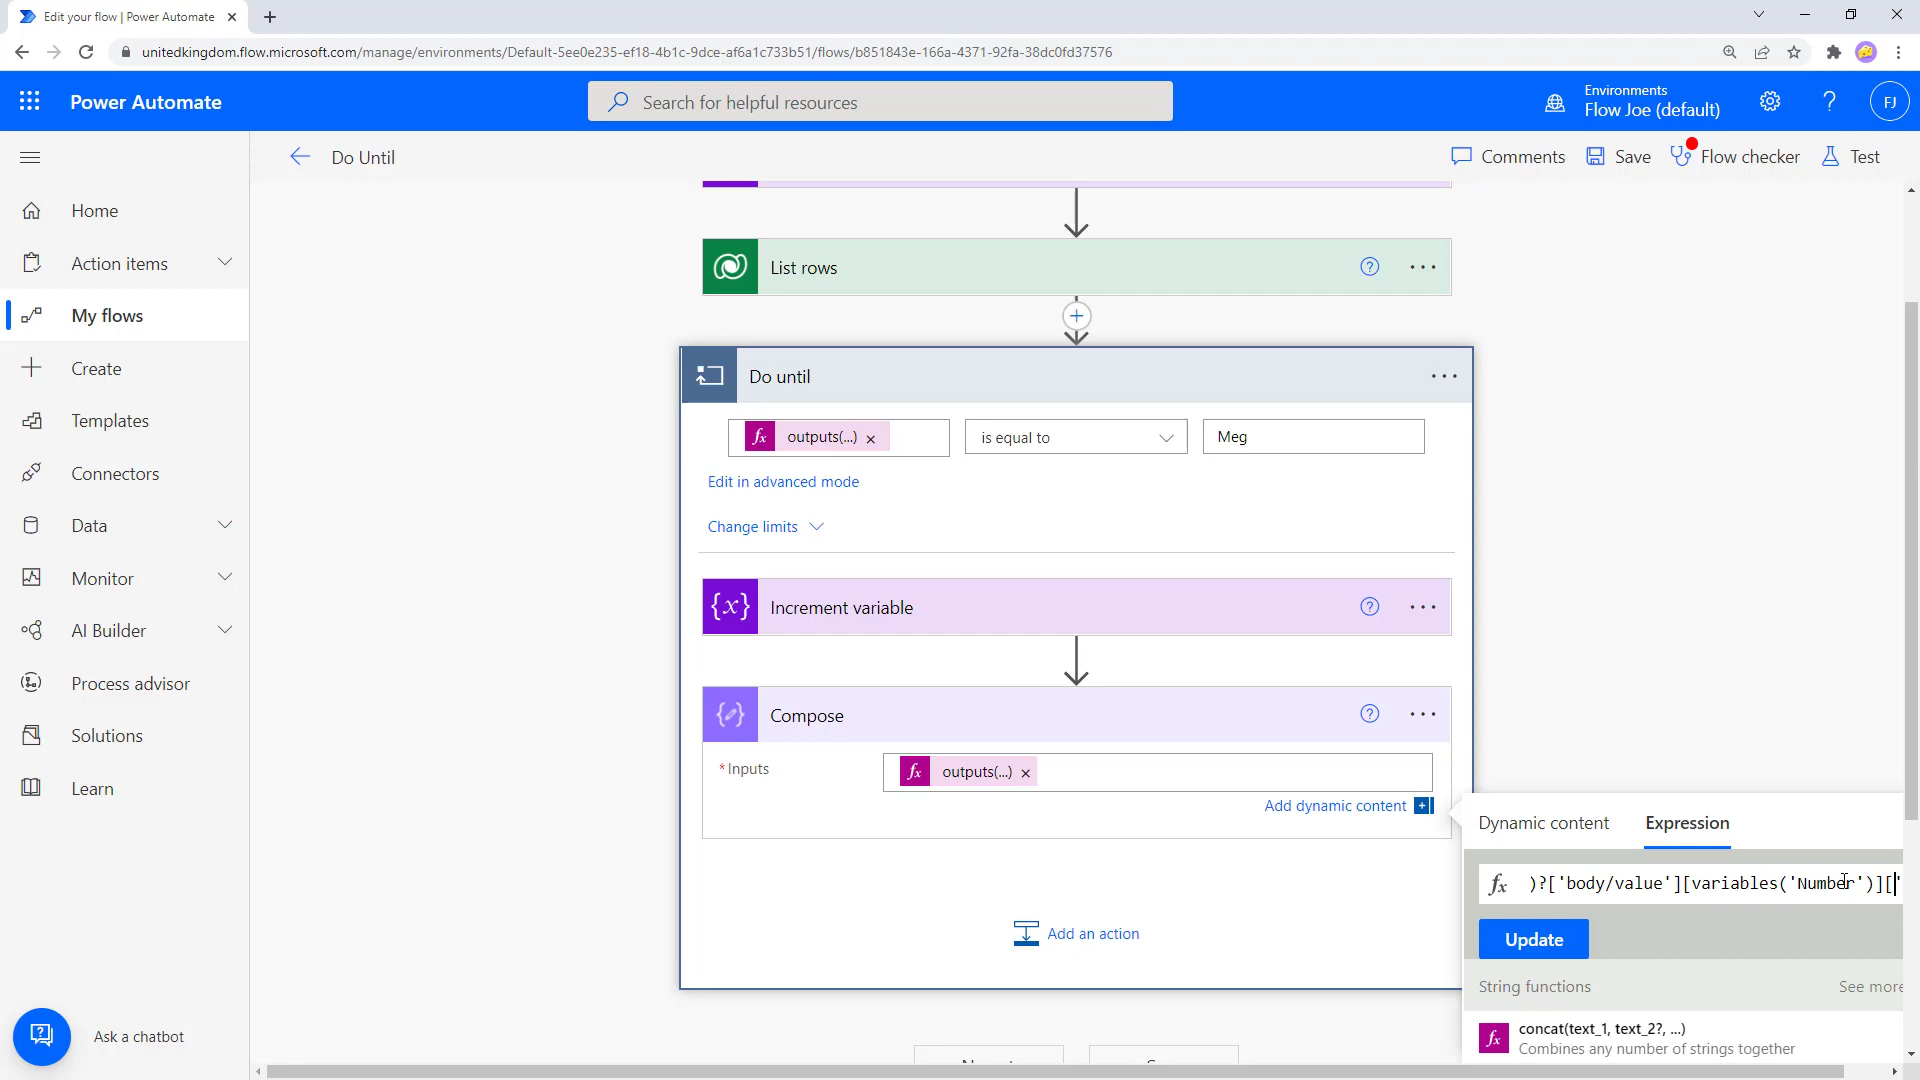 Edit your flow | Power Automate
unitedkingdom.flow.microsoft.com/manage/environments/Default-5ee0e235-ef18-4b1c-9dce-af6a1c733b51/flows/b851843e-166a-4371-92fa-38dc0fd37576
Power Automate
Search for helpful resources
Environments
Flow Joe (default)
FJ
Do Until
Comments
Save
Flow checker
Test
Home
Action items
My flows
Create
Templates
Connectors
Data
Monitor
AI Builder
Process advisor
Solutions
Learn
Ask a chatbot
List rows
Do until
fx outputs(...) ×
is equal to
Meg
Edit in advanced mode
Change limits
{x} Increment variable
Compose
* Inputs
fx outputs(...) ×
Add dynamic content
Add an action
Dynamic content
Expression
fx )?['body/value'][variables('Number')]['
Update
String functions
See more
fx concat(text_1, text_2?, ...)
Combines any number of strings together